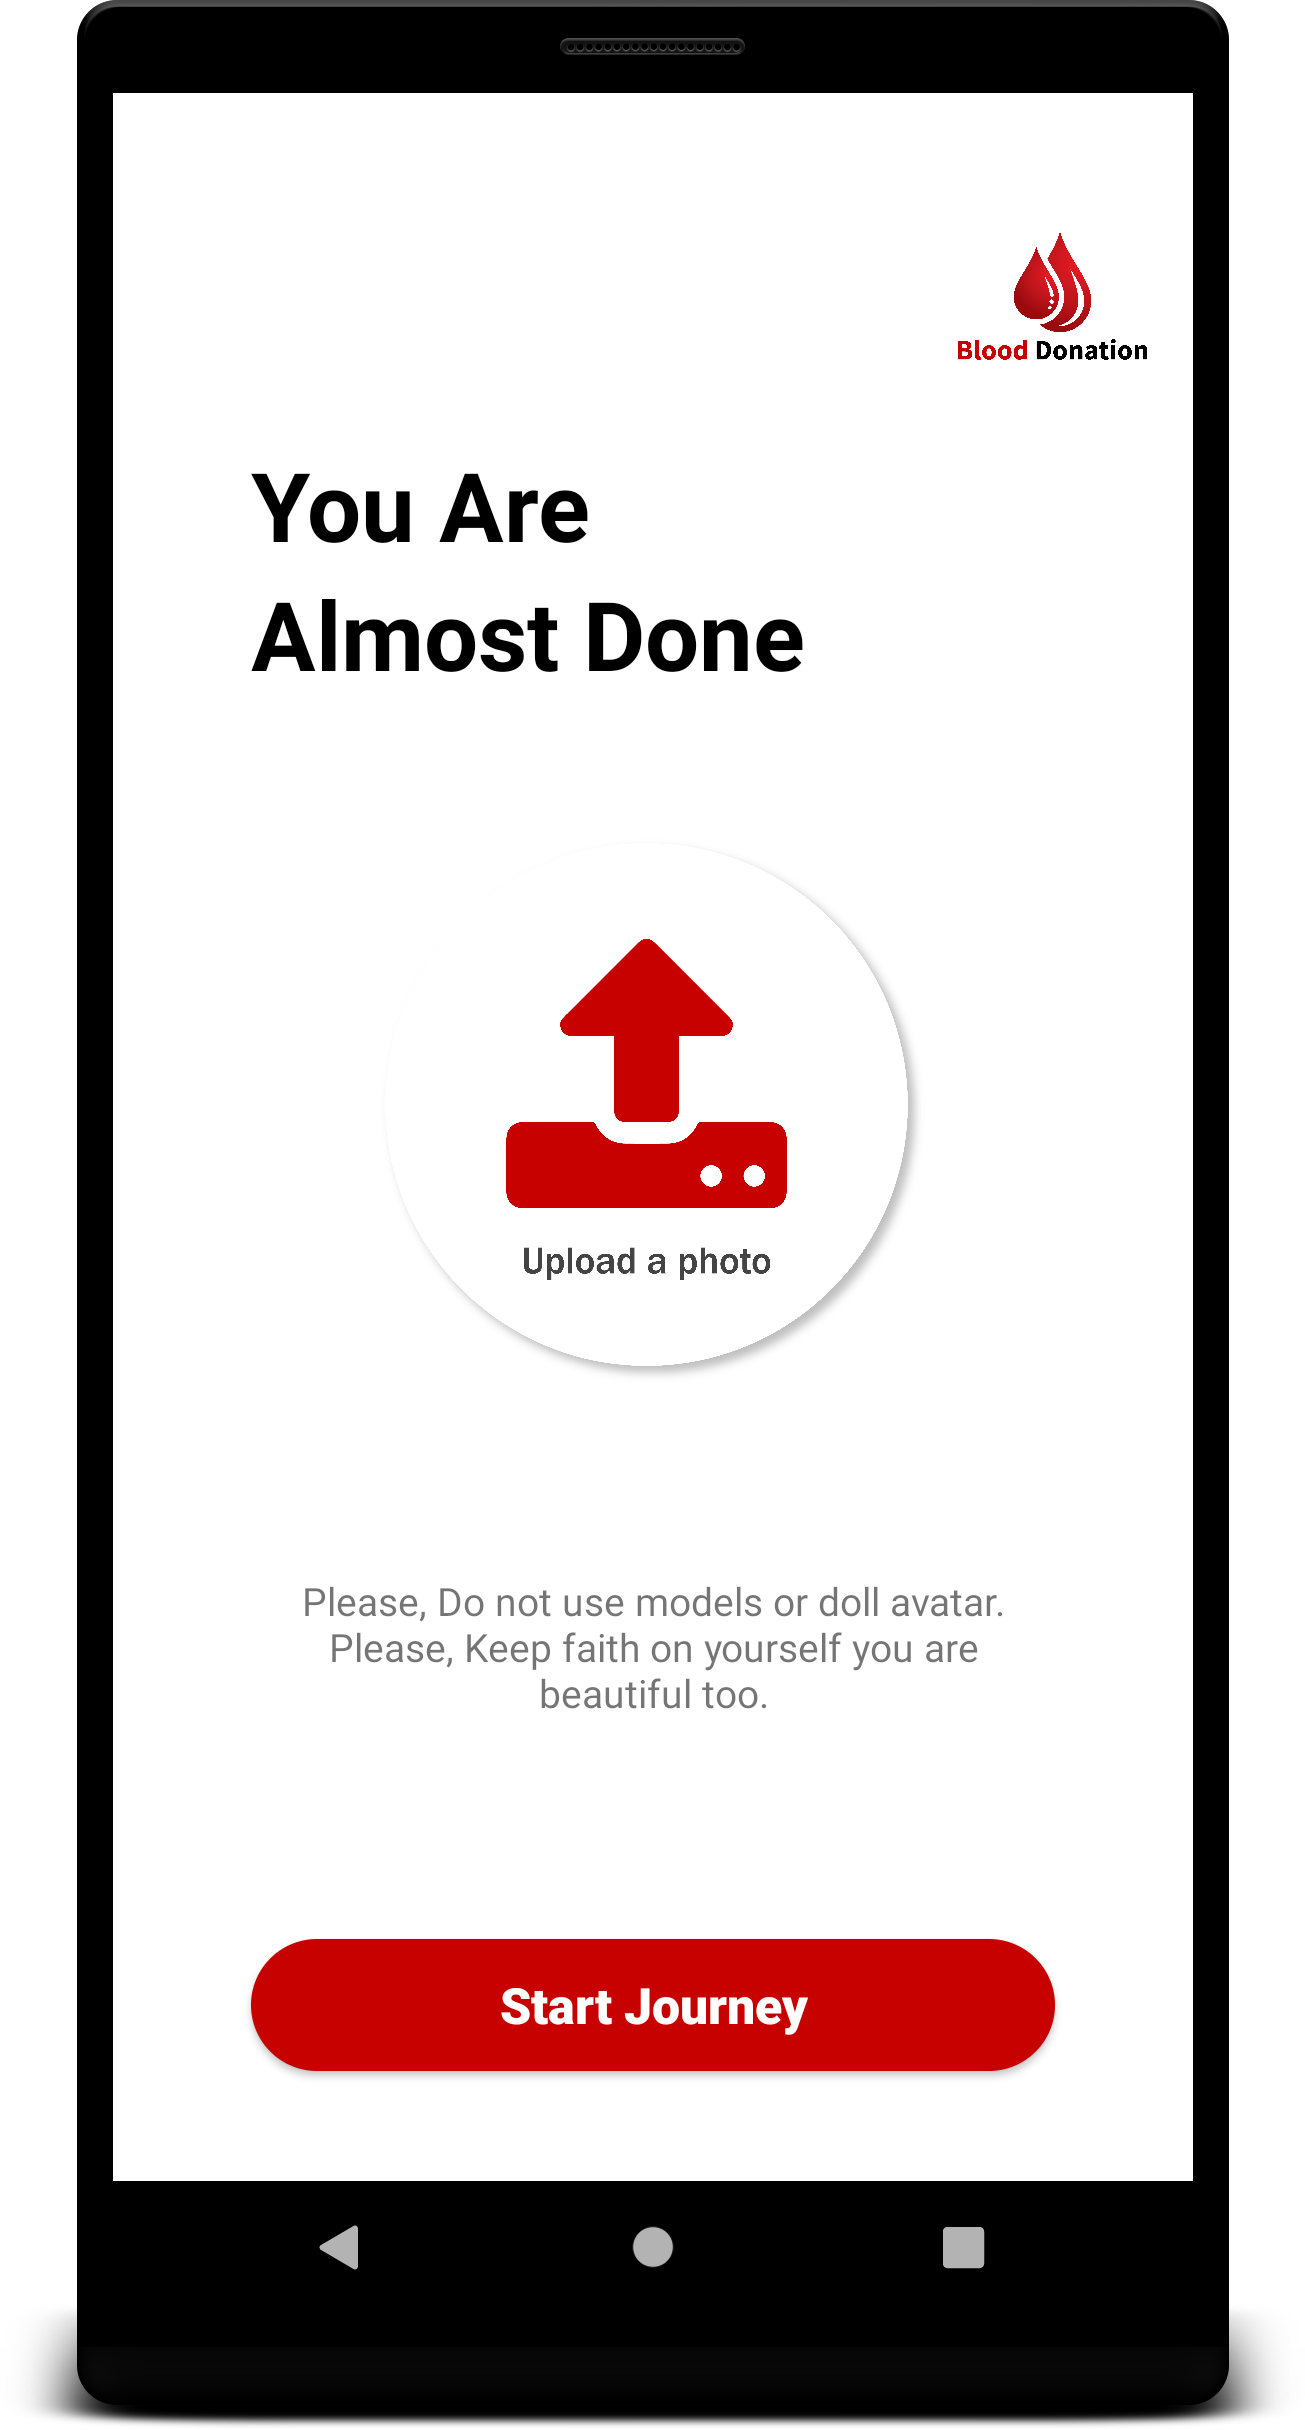 Blood Donation
You Are
Almost Done
Upload a photo
Please, Do not use models or doll avatar.
Please, Keep faith on yourself you are
beautiful too.
Start Journey